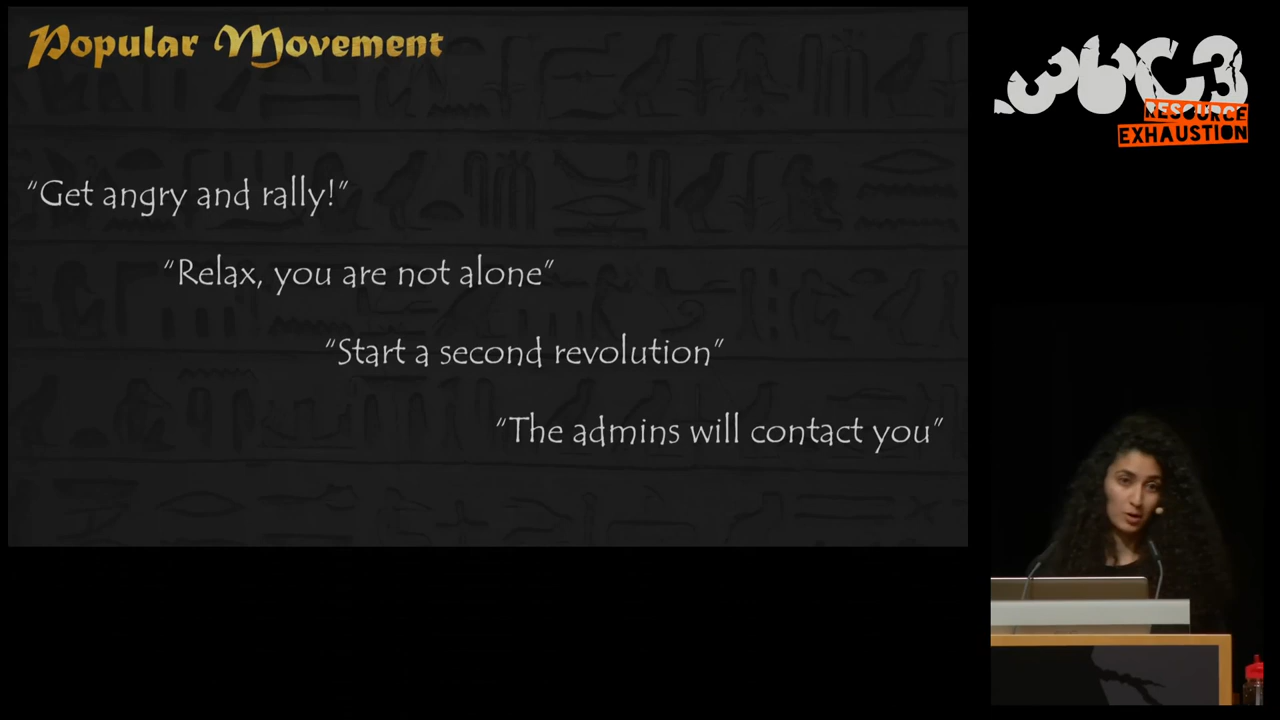 Popular Movement
“Get angry and rally!”
“Relax, you are not alone”
“Start a second revolution”
“The admins will contact you”
36C3
RESOURCE
EXHAUSTION